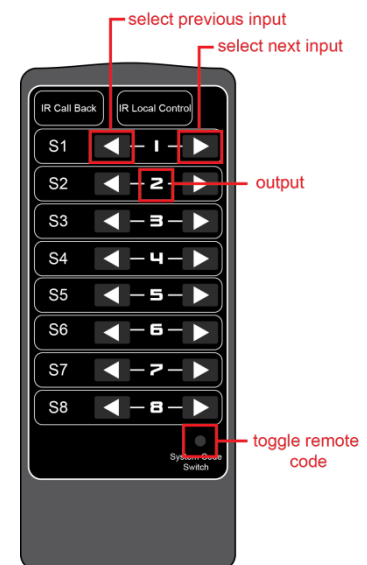 select previous input
select next input
IR Call Back
IR Local Control
S1 1
S2 2
output
S3 3
S4 4
S5 5
S6 6
S7 7
S8 8
toggle remote
code
System Code
Switch